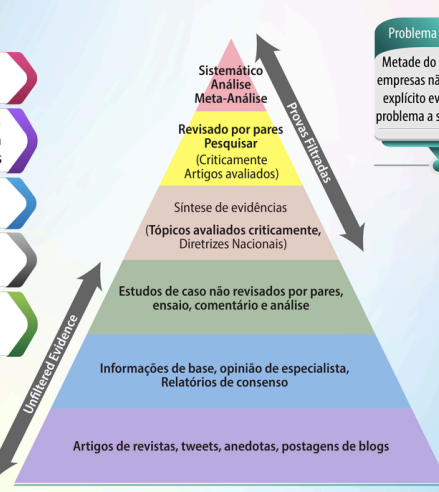 Problema
Metade do
empresas nã
explícito ev
problema a s
Sistemático
Análise
Meta-Análise
Provas Filtradas
Revisado por pares
Pesquisar
(Criticamente
Artigos avaliados)
Síntese de evidências
(Tópicos avaliados criticamente,
Diretrizes Nacionais)
Estudos de caso não revisados por pares,
ensaio, comentário e análise
Unfiltered Evidence
Informações de base, opinião de especialista,
Relatórios de consenso
Artigos de revistas, tweets, anedotas, postagens de blogs